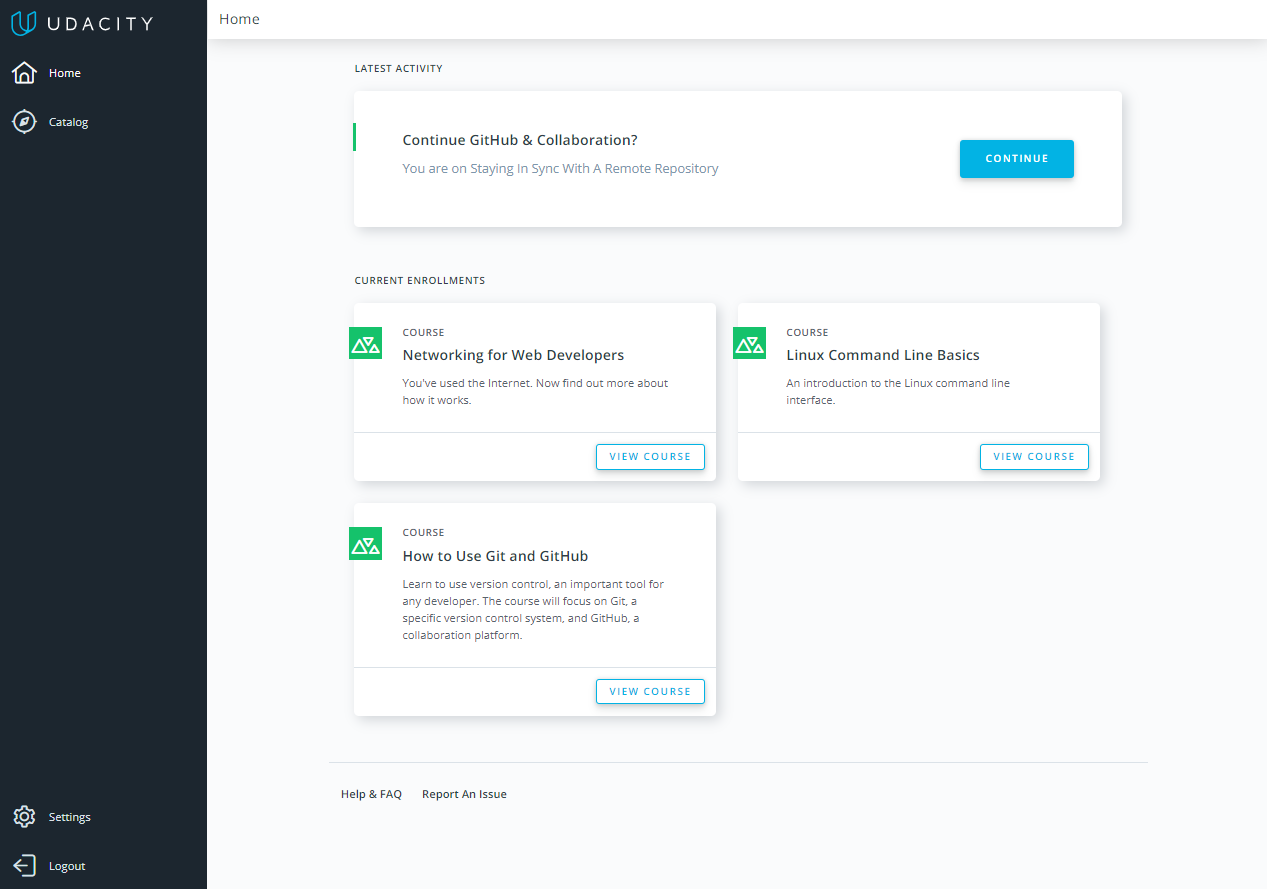 UDACITY
Home
Home
Catalog
LATEST ACTIVITY
Continue GitHub & Collaboration?
You are on Staying In Sync With A Remote Repository
CONTINUE
CURRENT ENROLLMENTS
COURSE
Networking for Web Developers
You've used the Internet. Now find out more about
how it works.
VIEW COURSE
COURSE
Linux Command Line Basics
An introduction to the Linux command line
interface.
VIEW COURSE
COURSE
How to Use Git and GitHub
Learn to use version control, an important tool for
any developer. The course will focus on Git, a
specific version control system, and GitHub, a
collaboration platform.
VIEW COURSE
Help & FAQ
Report An Issue
Settings
Logout